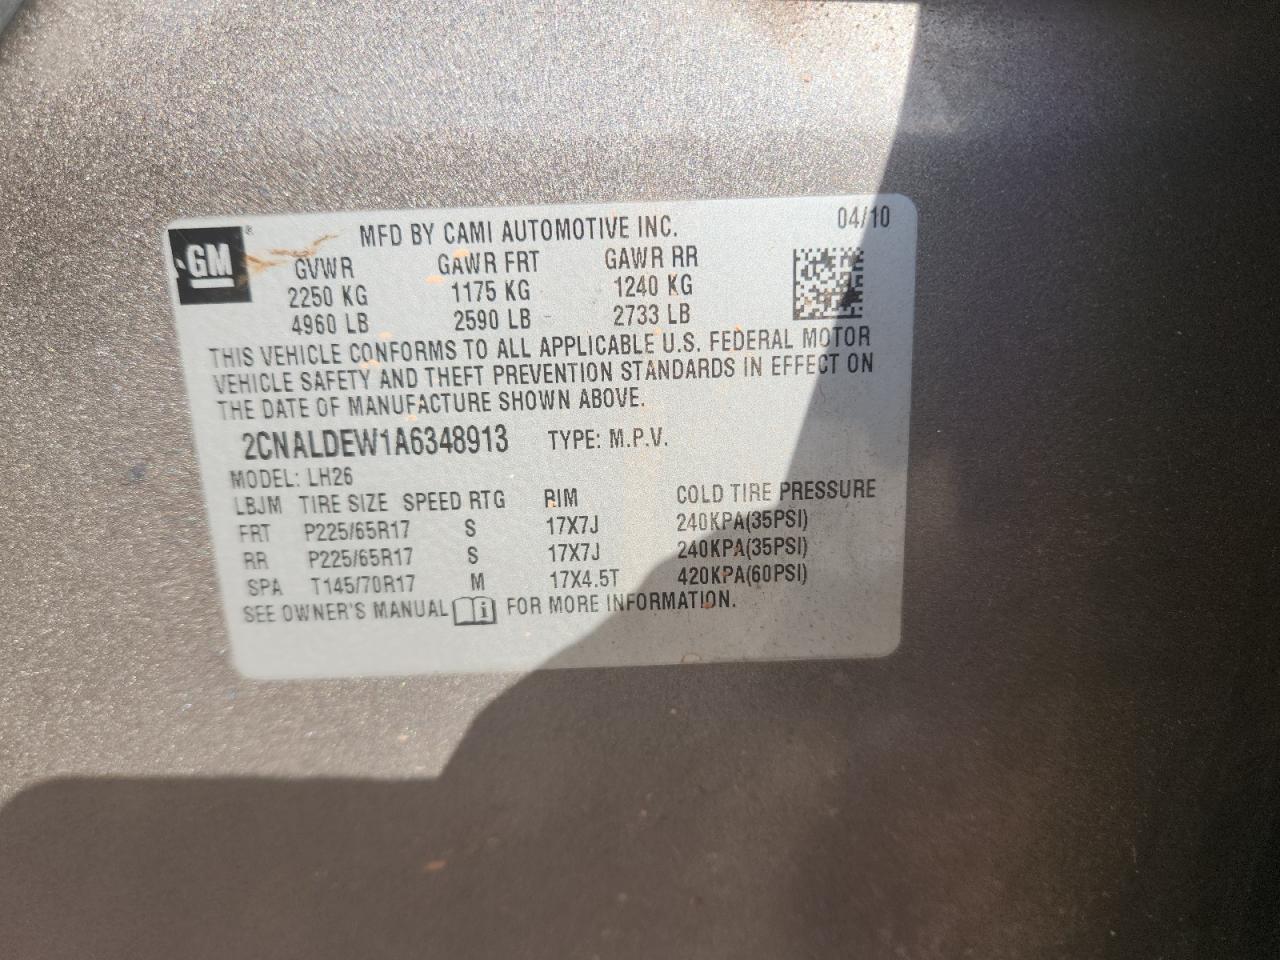 GM®
MFD BY CAMI AUTOMOTIVE INC. 04/10
GVWR GAWR FRT GAWR RR
2250 KG 1175 KG 1240 KG
4960 LB 2590 LB 2733 LB
THIS VEHICLE CONFORMS TO ALL APPLICABLE U.S. FEDERAL MOTOR
VEHICLE SAFETY AND THEFT PREVENTION STANDARDS IN EFFECT ON
THE DATE OF MANUFACTURE SHOWN ABOVE.
2CNALDEW1A6348913 TYPE: M.P.V.
MODEL: LH26
LBJM TIRE SIZE SPEED RTG RIM COLD TIRE PRESSURE
FRT P225/65R17 S 17X7J 240KPA(35PSI)
RR P225/65R17 S 17X7J 240KPA(35PSI)
SPA T145/70R17 M 17X4.5T 420KPA(60PSI)
SEE OWNER'S MANUAL i FOR MORE INFORMATION.